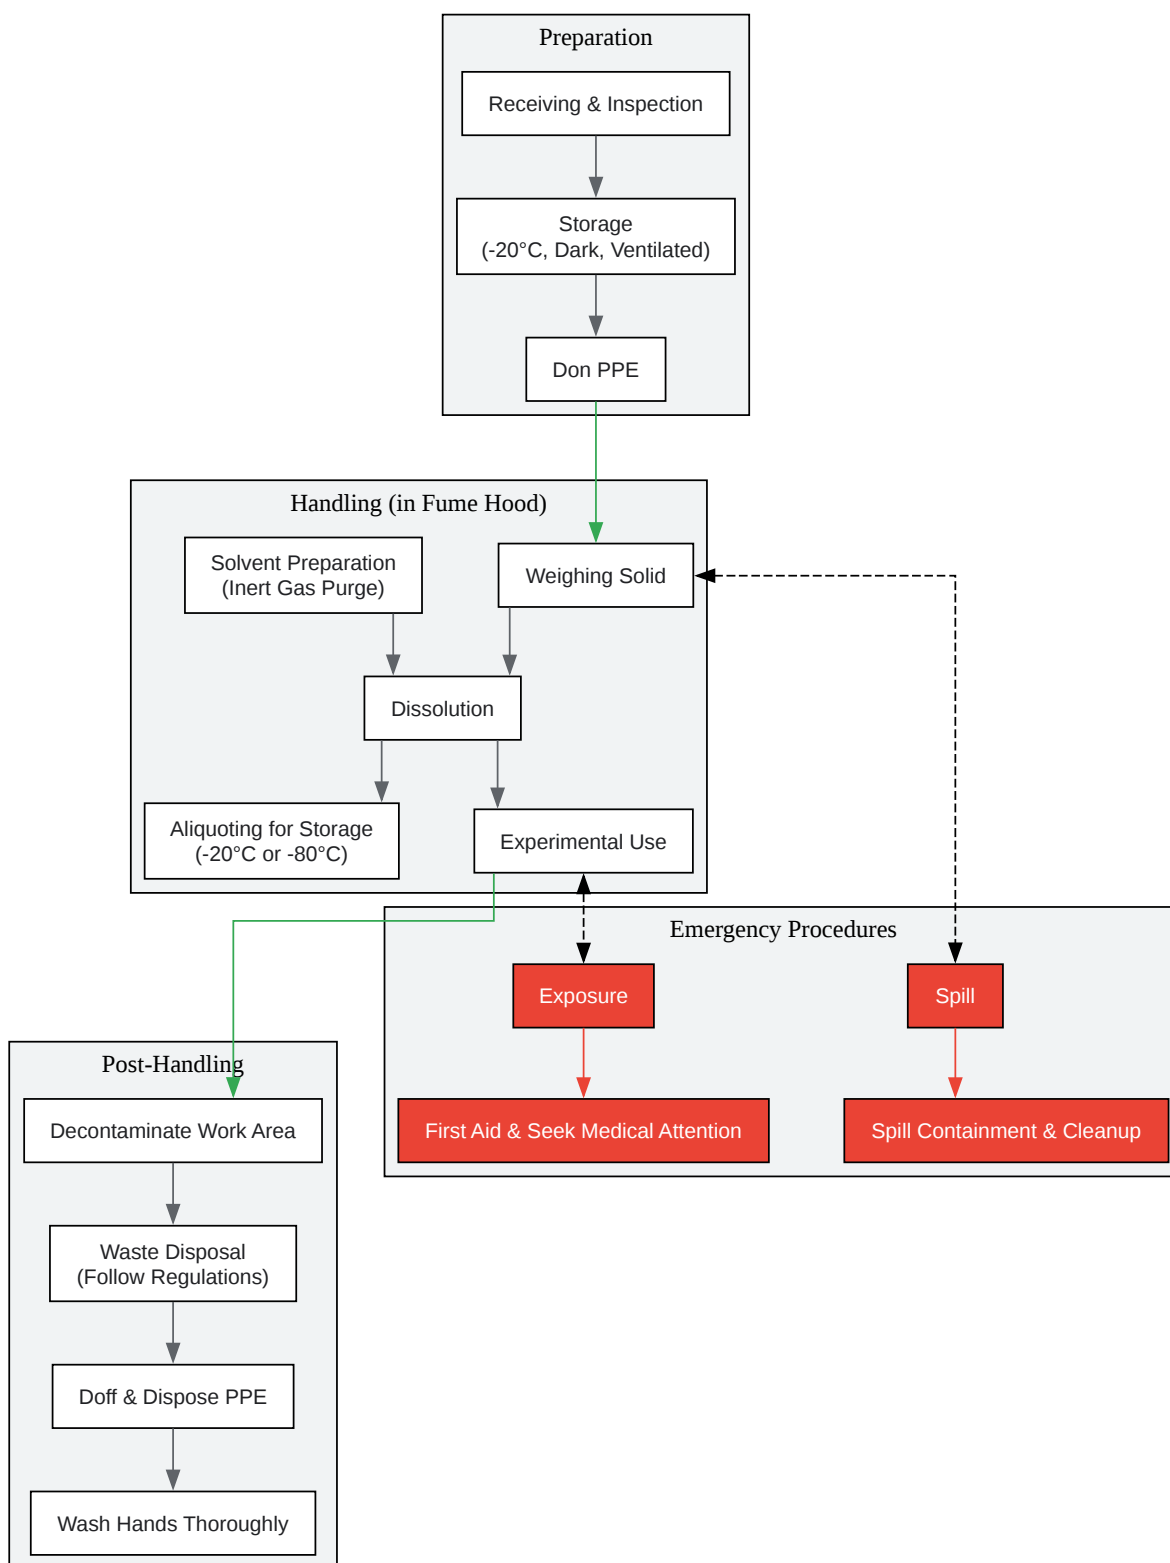 Preparation
Receiving & Inspection
Storage
(-20°C, Dark, Ventilated)
Don PPE
Handling (in Fume Hood)
Solvent Preparation
(Inert Gas Purge)
Weighing Solid
Dissolution
Aliquoting for Storage
(-20°C or -80°C)
Experimental Use
Emergency Procedures
Exposure
Spill
First Aid & Seek Medical Attention
Spill Containment & Cleanup
Post-Handling
Decontaminate Work Area
Waste Disposal
(Follow Regulations)
Doff & Dispose PPE
Wash Hands Thoroughly